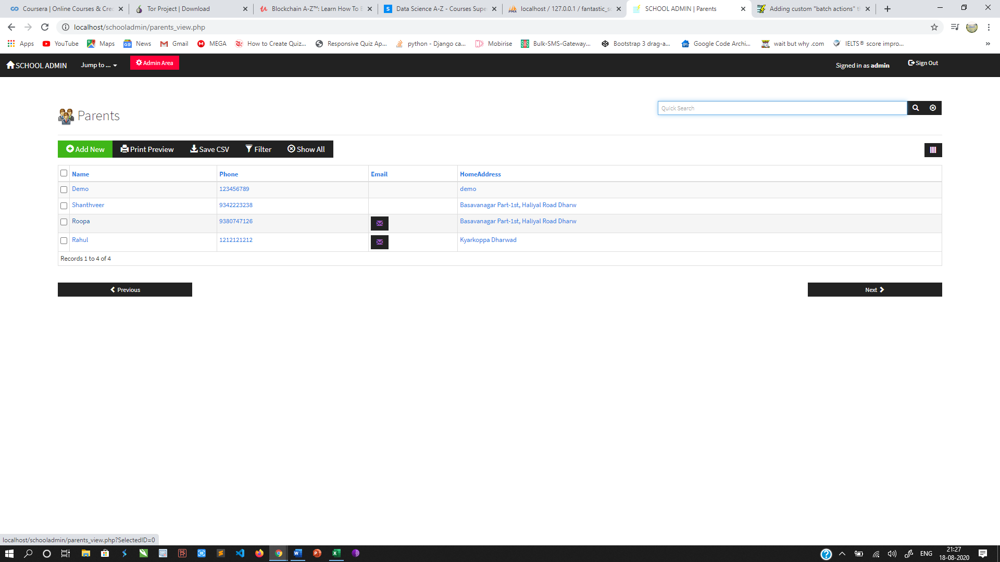 Coursera | Online Courses & Cre
Tor Project | Download
Blockchain A-Z™: Learn How To
Data Science A-Z - Courses Supe
localhost / 127.0.0.1 / fantastic_s
SCHOOL ADMIN | Parents
Adding custom "batch actions" t
localhost/schooladmin/parents_view.php
Apps
YouTube
Maps
News
Gmail
MEGA
How to Create Quiz...
Responsive Quiz Ap...
python - Django ca...
Mobirise
Bulk-SMS-Gateway...
Bootstrap 3 drag-a...
Google Code Archi...
wait but why .com
IELTS® score impro...
SCHOOL ADMIN
Jump to ...
Admin Area
Signed in as admin
Sign Out
Parents
Quick Search
Add New
Print Preview
Save CSV
Filter
Show All
Name Phone Email HomeAddress
Demo 123456789 demo
Shanthveer 9342223238 Basavanagar Part-1st, Haliyal Road Dharw
Roopa 9380747126 Basavanagar Part-1st, Haliyal Road Dharw
Rahul 1212121212 Kyarkoppa Dharwad
Records 1 to 4 of 4
Previous
Next
localhost/schooladmin/parents_view.php?SelectedID=0
ENG
21:27
18-08-2020